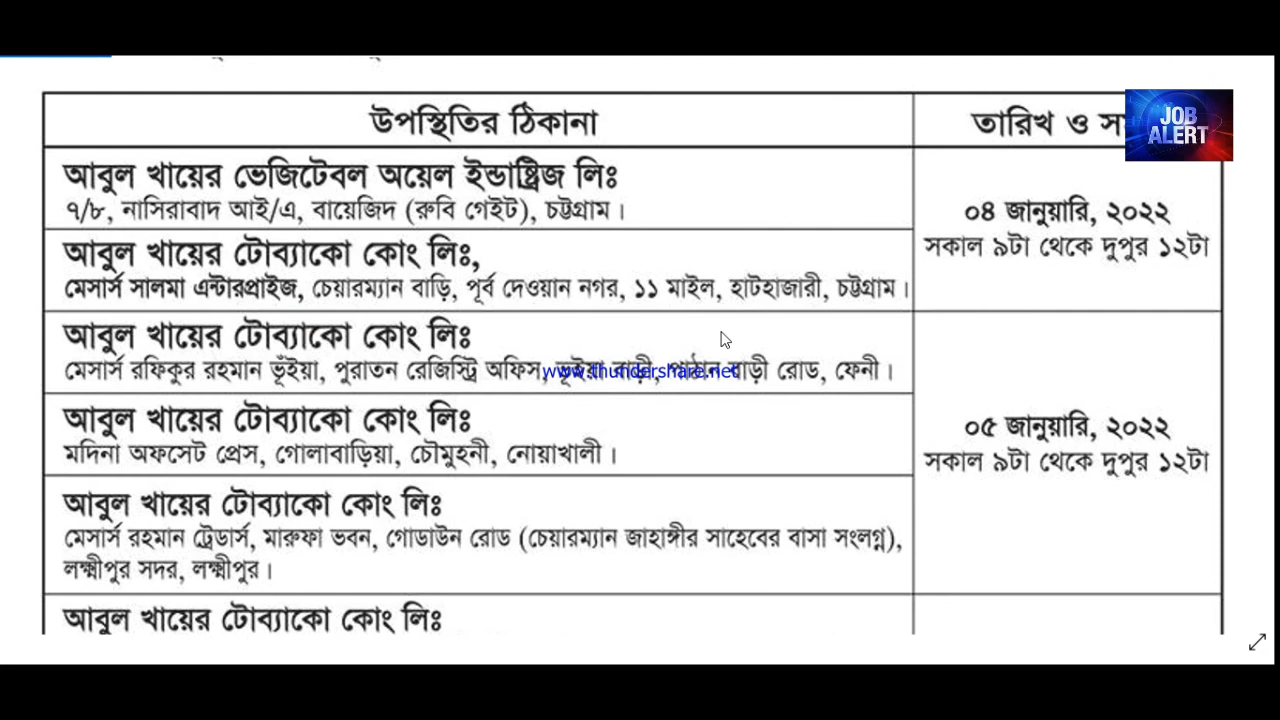 উপস্থিতির ঠিকানা
তারিখ ও
JOB
ALERT
আবুল খায়ের ভেজিটেবল অয়েল ইন্ডাষ্ট্রিজ লিঃ
৭/৮, নাসিরাবাদ আই/এ, বায়েজিদ (রুবি গেইট), চট্টগ্রাম।
আবুল খায়ের টোব্যাকো কোং লিঃ,
মেসার্স সালমা এন্টারপ্রাইজ, চেয়ারম্যান বাড়ি, পূর্ব দেওয়ান নগর, ১১ মাইল, হাটহাজারী, চট্টগ্রাম।
০৪ জানুয়ারি, ২০২২
সকাল ৯টা থেকে দুপুর ১২টা
আবুল খায়ের টোব্যাকো কোং লিঃ
মেসার্স রফিকুর রহমান ভূঁইয়া, পুরাতন রেজিস্ট্রি অফিস, ভূইয়া বাড়ী, পাঠান বাড়ী রোড, ফেনী।
www.thundershare.net
আবুল খায়ের টোব্যাকো কোং লিঃ
মদিনা অফসেট প্রেস, গোলাবাড়িয়া, চৌমুহনী, নোয়াখালী।
আবুল খায়ের টোব্যাকো কোং লিঃ
মেসার্স রহমান ট্রেডার্স, মারুফা ভবন, গোডাউন রোড (চেয়ারম্যান জাহাঙ্গীর সাহেবের বাসা সংলগ্ন),
লক্ষ্মীপুর সদর, লক্ষ্মীপুর।
০৫ জানুয়ারি, ২০২২
সকাল ৯টা থেকে দুপুর ১২টা
আবুল খায়ের টোব্যাকো কোং লিঃ